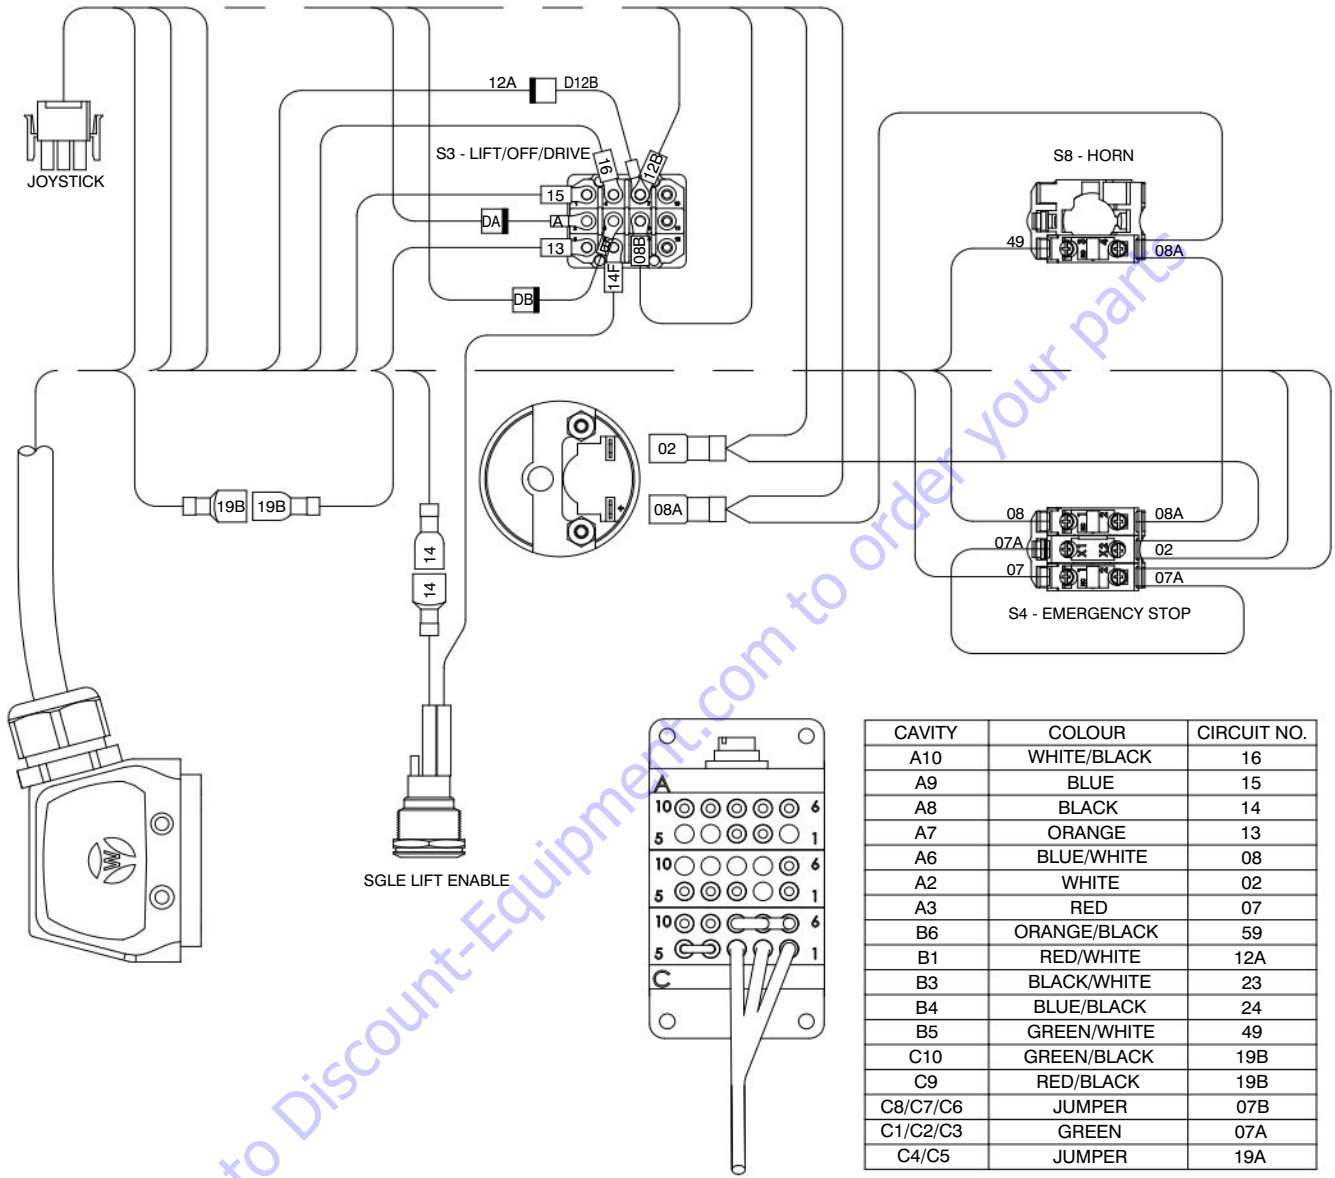 12A
D12B
S3 - LIFT/OFF/DRIVE
16
12B
JOYSTICK
15
DA
A
13
B
08B
14F
DB
S8 - HORN
49
08A
02
19B
19B
08A
14
14
08
08A
07A
X1
X2
02
07
07A
S4 - EMERGENCY STOP
SGLE LIFT ENABLE
A
10 6
5 1
10 6
5 1
10 6
5 1
C
CAVITY COLOUR CIRCUIT NO.
A10 WHITE/BLACK 16
A9 BLUE 15
A8 BLACK 14
A7 ORANGE 13
A6 BLUE/WHITE 08
A2 WHITE 02
A3 RED 07
B6 ORANGE/BLACK 59
B1 RED/WHITE 12A
B3 BLACK/WHITE 23
B4 BLUE/BLACK 24
B5 GREEN/WHITE 49
C10 GREEN/BLACK 19B
C9 RED/BLACK 19B
C8/C7/C6 JUMPER 07B
C1/C2/C3 GREEN 07A
C4/C5 JUMPER 19A
to Discount-Equipment.com to order your parts